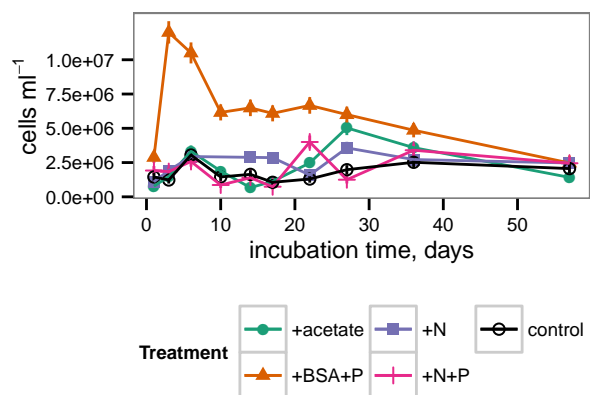 1.0e+07
7.5e+06
5.0e+06
2.5e+06
0.0e+00
cells ml⁻¹
0 10 20 30 40 50
incubation time, days
Treatment
+acetate +N control
+BSA+P +N+P